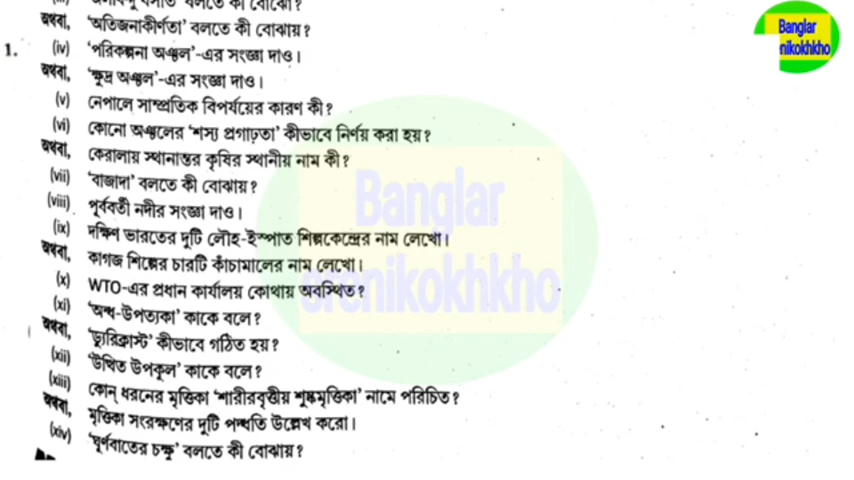 বলতে কী বোঝো?
অথবা, ‘অতিজনাকীর্ণতা’ বলতে কী বোঝায়?
1. (iv) ‘পরিকল্পনা অঞ্চল’-এর সংজ্ঞা দাও।
অথবা, ‘ক্ষুদ্র অঞ্চল’-এর সংজ্ঞা দাও।
(v) নেপালে সাম্প্রতিক বিপর্যয়ের কারণ কী?
(vi) কোনো অঞ্চলের ‘শস্য প্রগাঢ়তা’ কীভাবে নির্ণয় করা হয়?
অথবা, কেরালায় স্থানান্তর কৃষির স্থানীয় নাম কী?
(vii) ‘বাজাদা’ বলতে কী বোঝায়?
(viii) পূর্ববর্তী নদীর সংজ্ঞা দাও।
(ix) দক্ষিণ ভারতের দুটি লৌহ-ইস্পাত শিল্পকেন্দ্রের নাম লেখো।
অথবা, কাগজ শিল্পের চারটি কাঁচামালের নাম লেখো।
(x) WTO-এর প্রধান কার্যালয় কোথায় অবস্থিত?
(xi) ‘অন্ধ-উপত্যকা’ কাকে বলে?
অথবা, ‘ভ্যুরিক্রাস্ট’ কীভাবে গঠিত হয়?
(xii) ‘উত্থিত উপকূল’ কাকে বলে?
(xiii) কোন্ ধরনের মৃত্তিকা ‘শারীরবৃত্তীয় শুষ্কমৃত্তিকা’ নামে পরিচিত?
অথবা, মৃত্তিকা সংরক্ষণের দুটি পদ্ধতি উল্লেখ করো।
(xiv) ‘ঘূর্ণবাতের চক্ষু’ বলতে কী বোঝায়?
Banglar
srenikokhkho
Banglar
nikokhkho